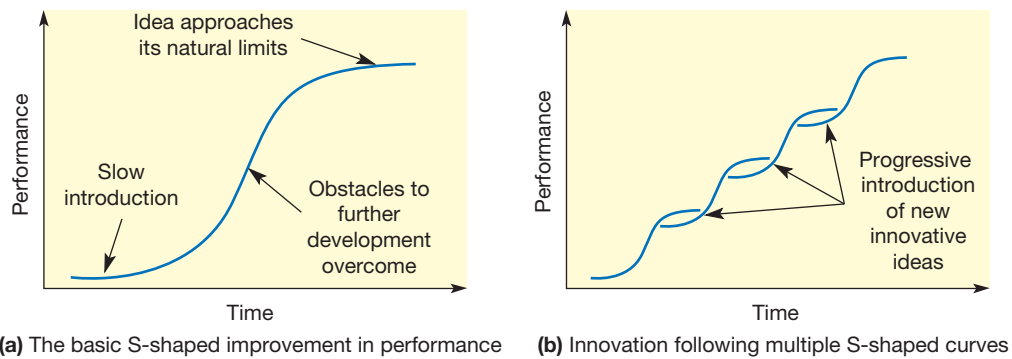 Performance
Idea approaches
its natural limits
Slow
introduction
Obstacles to
further
development
overcome
Time
(a) The basic S-shaped improvement in performance
Performance
Progressive
introduction
of new
innovative
ideas
Time
(b) Innovation following multiple S-shaped curves